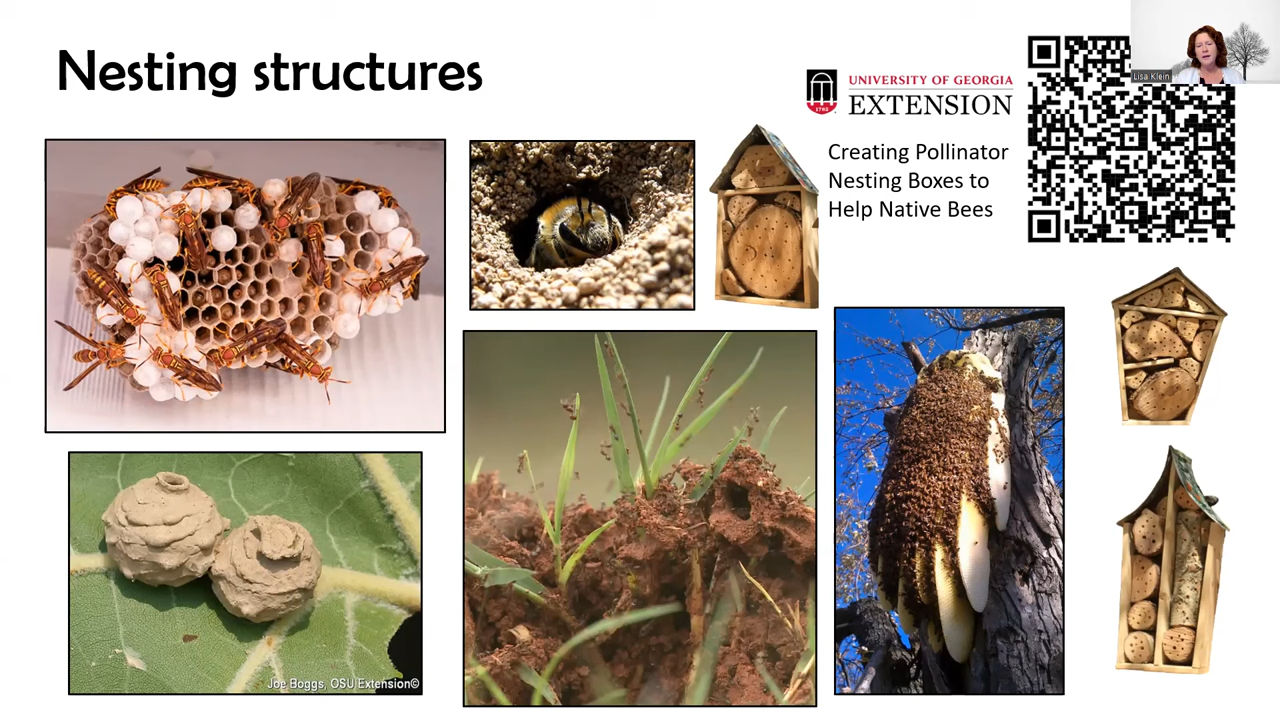 Nesting structures
UNIVERSITY OF GEORGIA
EXTENSION
1785
Creating Pollinator
Nesting Boxes to
Help Native Bees
Lisa Klein
Joe Boggs, OSU Extension©